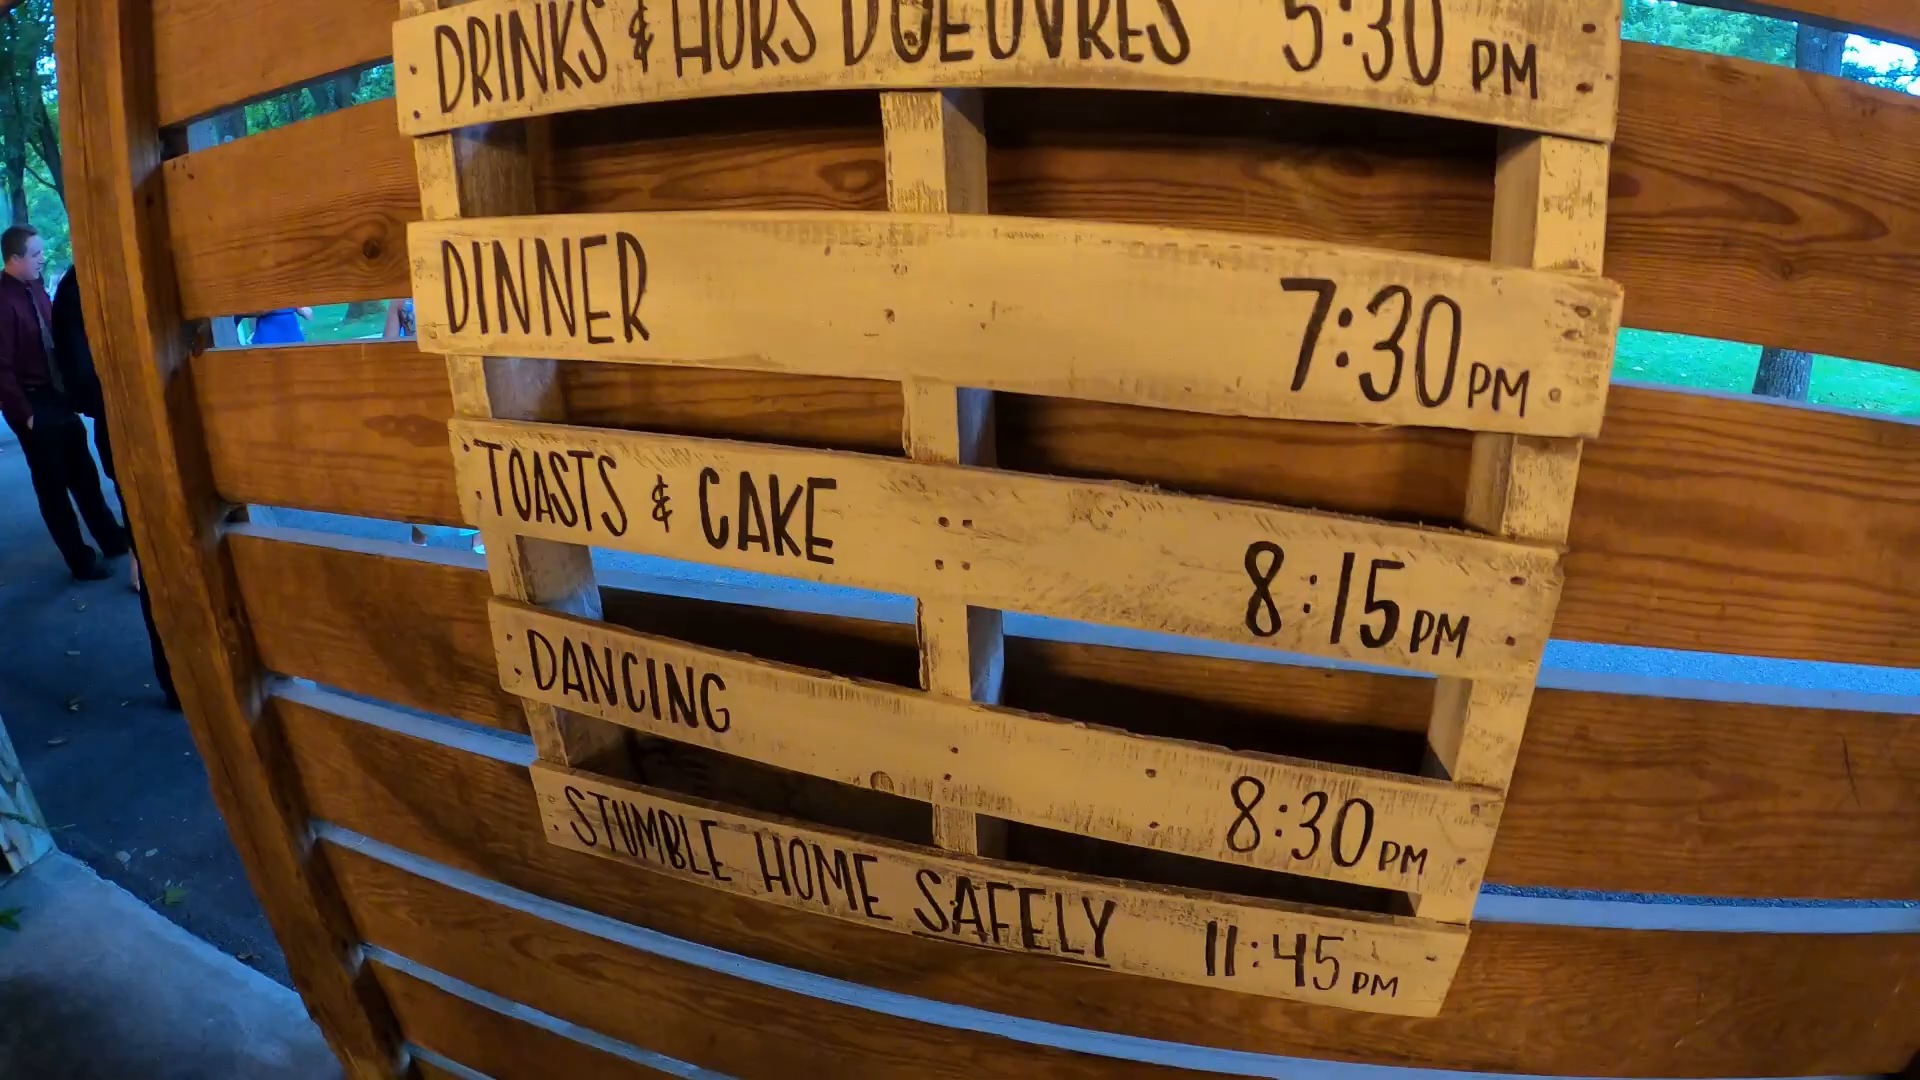 DRINKS & HORS D'OEUVRES 5:30 PM
DINNER 7:30 PM
TOASTS & CAKE 8:15 PM
DANCING 8:30 PM
STUMBLE HOME SAFELY 11:45 PM